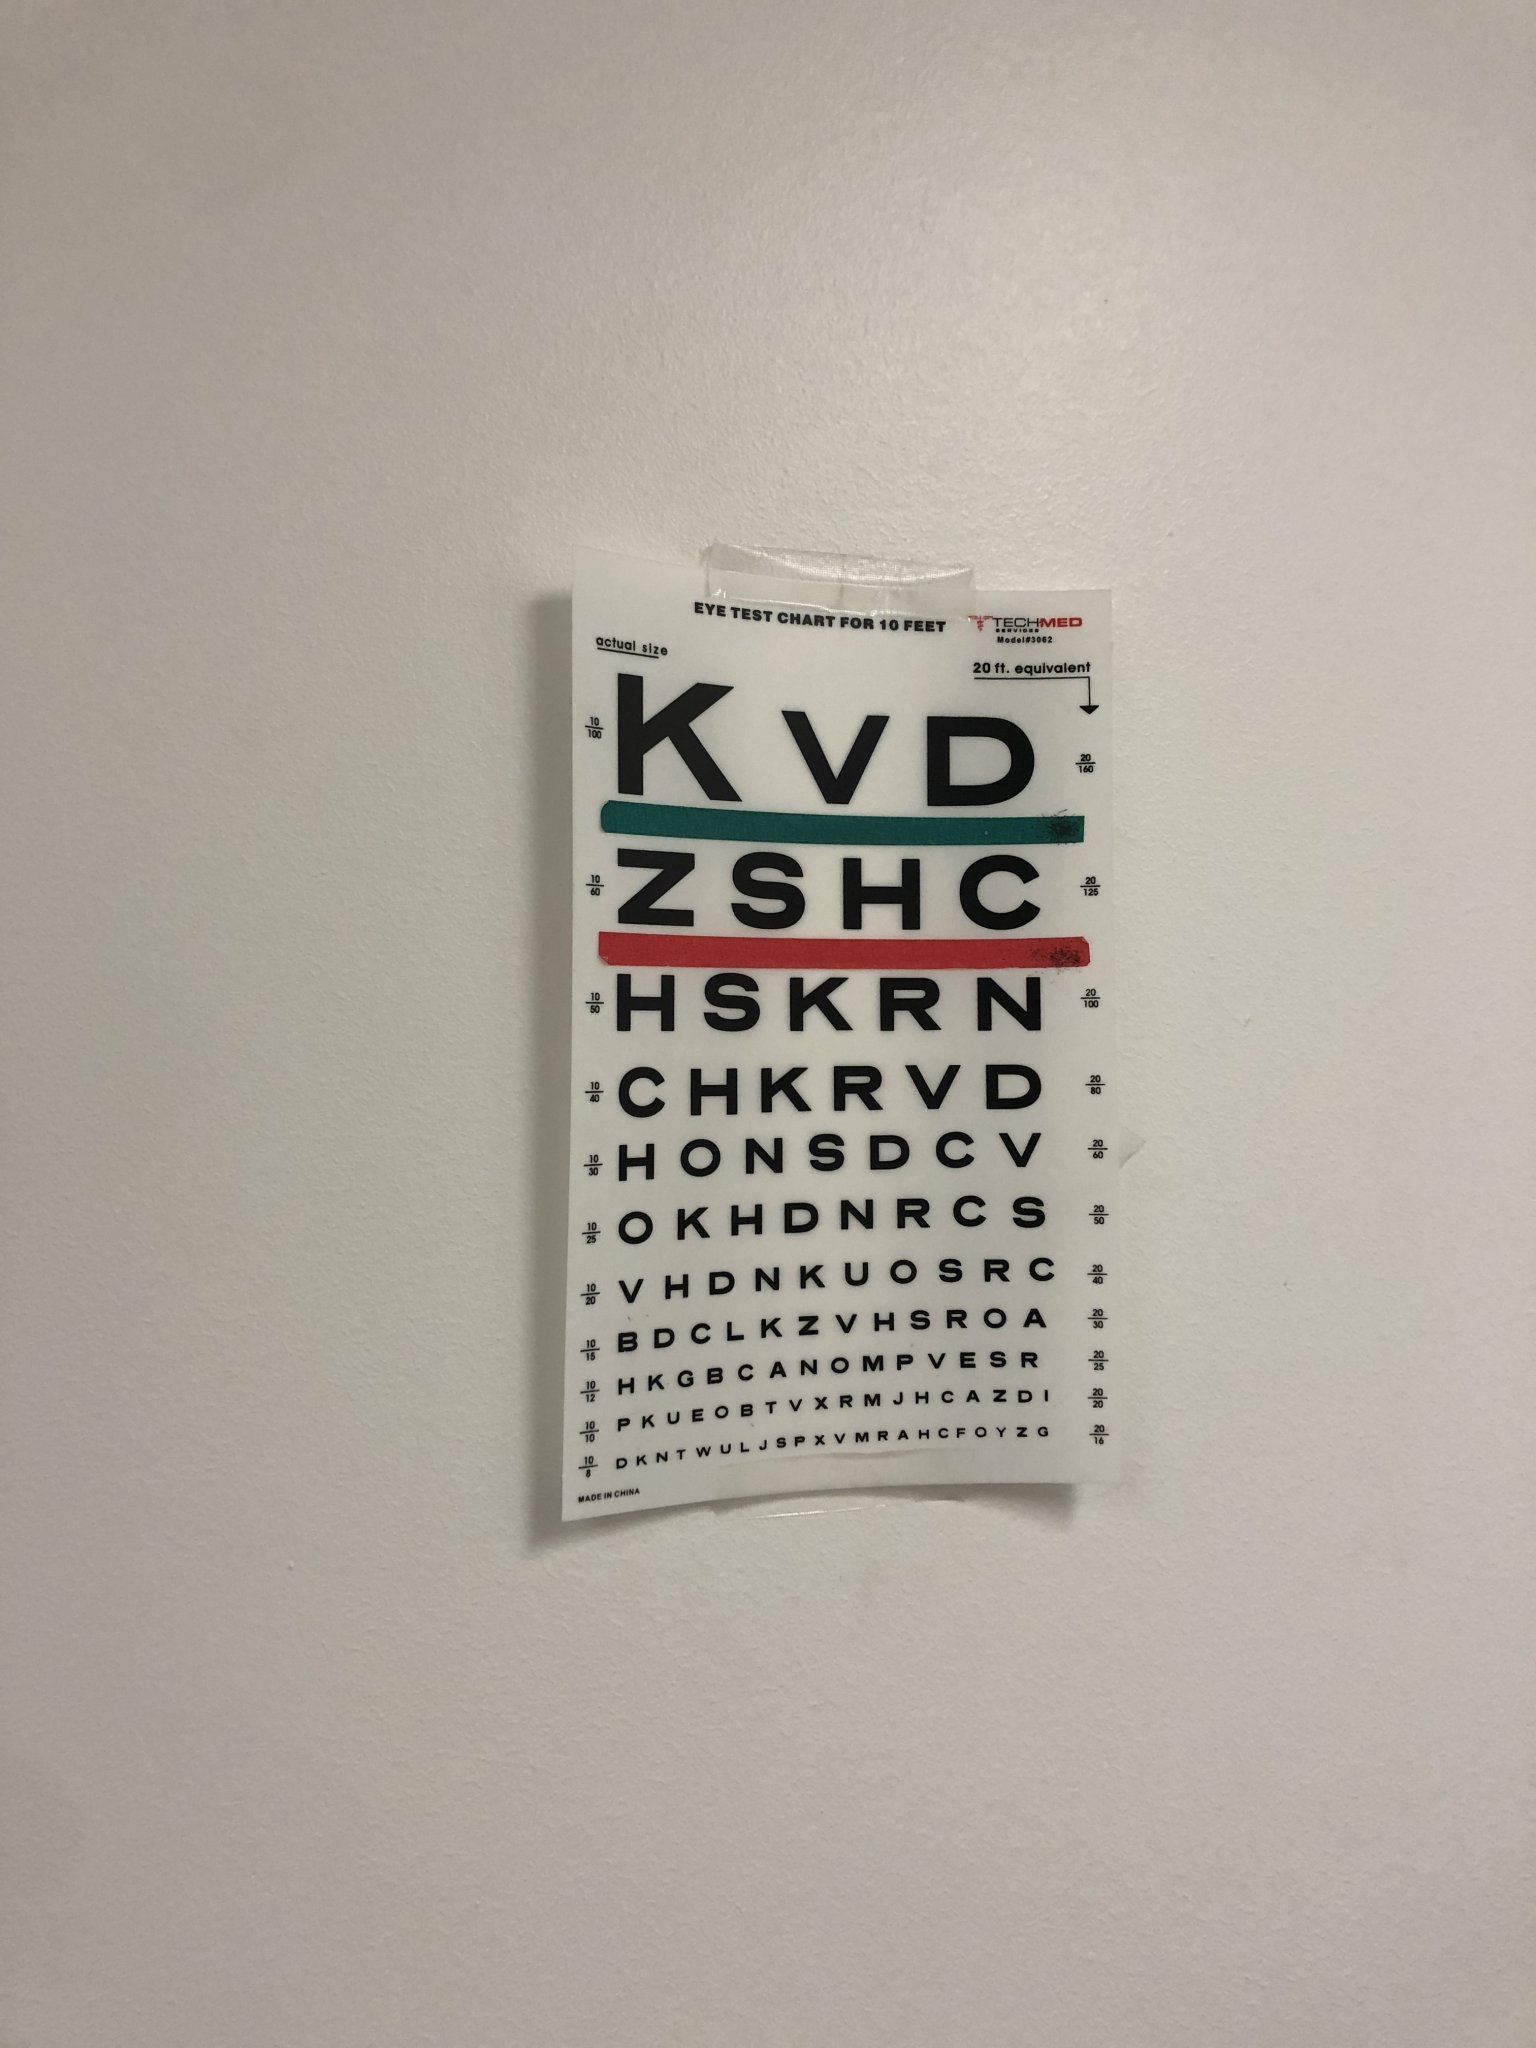 EYE TEST CHART FOR 10 FEET
TECHMED
SERVICES
Model#3062
actual size
20 ft. equivalent
10/100 K V D 20/160
10/60 Z S H C 20/125
10/50 H S K R N 20/100
10/40 C H K R V D 20/80
10/30 H O N S D C V 20/60
10/25 O K H D N R C S 20/50
10/20 V H D N K U O S R C 20/40
10/15 B D C L K Z V H S R O A 20/30
10/12 H K G B C A N O M P V E S R 20/25
10/10 P K U E O B T V X R M J H C A Z D I 20/20
10/8 D K N T W U L J S P X V M R A H C F O Y Z G 20/16
MADE IN CHINA